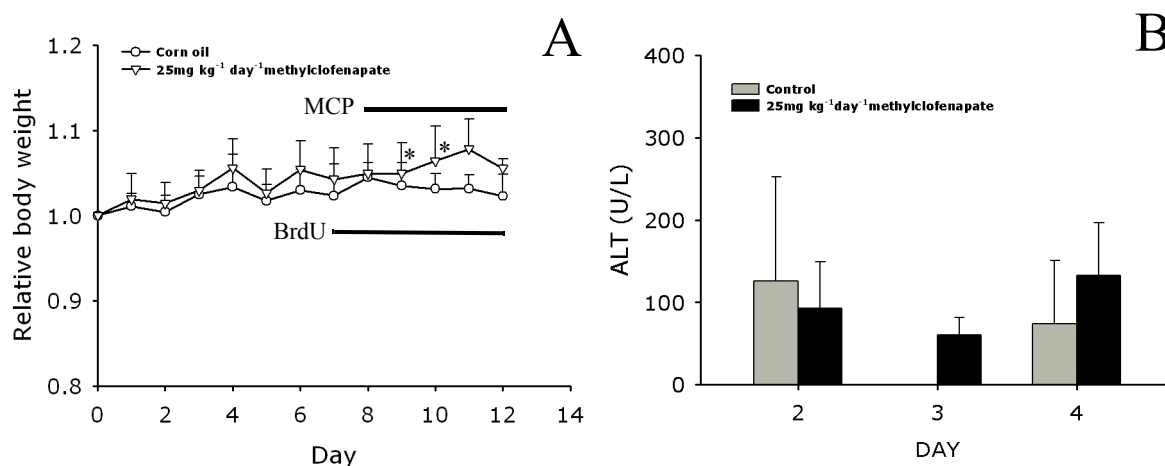 A
1.2
Corn oil
25mg kg⁻¹ day⁻¹methylclofenapate
MCP
1.1
* *
1.0
BrdU
0.9
0.8
0 2 4 6 8 10 12 14
Relative body weight
Day
B
400
Control
25mg kg⁻¹day⁻¹methylclofenapate
300
200
100
0
2 3 4
ALT (U/L)
DAY